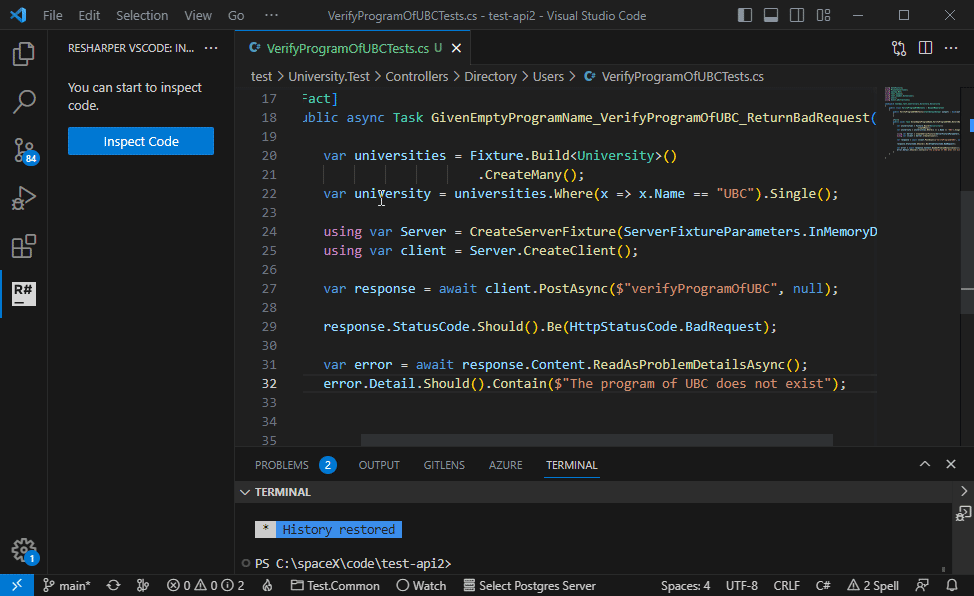 File Edit Selection View Go ··· VerifyProgramOfUBCTests.cs - test-api2 - Visual Studio Code
RESHARPER VSCODE: IN... ···
You can start to inspect
code.
Inspect Code
84
R#
1
C# VerifyProgramOfUBCTests.cs U
test > University.Test > Controllers > Directory > Users > C# VerifyProgramOfUBCTests.cs
17 Fact]
18 ublic async Task GivenEmptyProgramName_VerifyProgramOfUBC_ReturnBadRequest(
19
20 var universities = Fixture.Build<University>()
21 .CreateMany();
22 var university = universities.Where(x => x.Name == "UBC").Single();
23
24 using var Server = CreateServerFixture(ServerFixtureParameters.InMemoryD
25 using var client = Server.CreateClient();
26
27 var response = await client.PostAsync($"verifyProgramOfUBC", null);
28
29 response.StatusCode.Should().Be(HttpStatusCode.BadRequest);
30
31 var error = await response.Content.ReadAsProblemDetailsAsync();
32 error.Detail.Should().Contain($"The program of UBC does not exist");
33
34
35
PROBLEMS 2 OUTPUT GITLENS AZURE TERMINAL
TERMINAL
* History restored
PS C:\spaceX\code\test-api2>
main* 0 0 2 Test.Common Watch Select Postgres Server Spaces: 4 UTF-8 CRLF C# 2 Spell